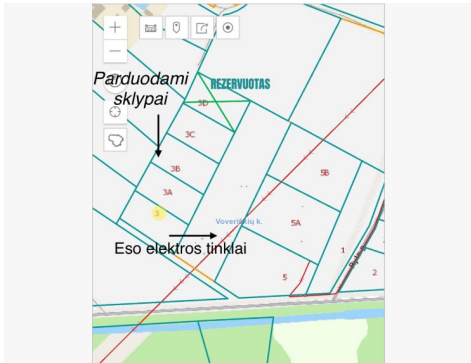 Parduodami
sklypai
REZERVUOTAS
3D
3C
3B
3A
3
5B
5A
Voveriškių k.
Eso elektros tinklai
5
1
2